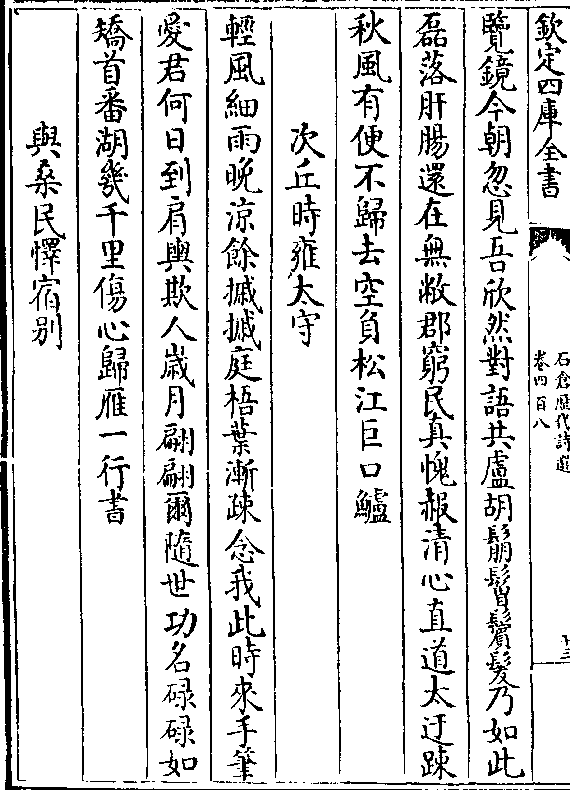 欽定四庫全書
石倉歴代詩選
卷四百八
十三
覽鏡今朝忽見吾欣然對語共盧胡鬅鬙鬢髮乃如此
磊落肝腸還在無敝郡窮民真愧赧清心直道太迂踈
秋風有便不歸去空負松江巨口鱸
次丘時雍太守
輕風細雨晚涼餘摵摵庭梧葉漸踈念我此時來手筆
愛君何日到肩輿欺人嵗月翩翩爾隨世功名碌碌如
矯首番湖幾千里傷心歸雁一行書
與桑民懌宿别